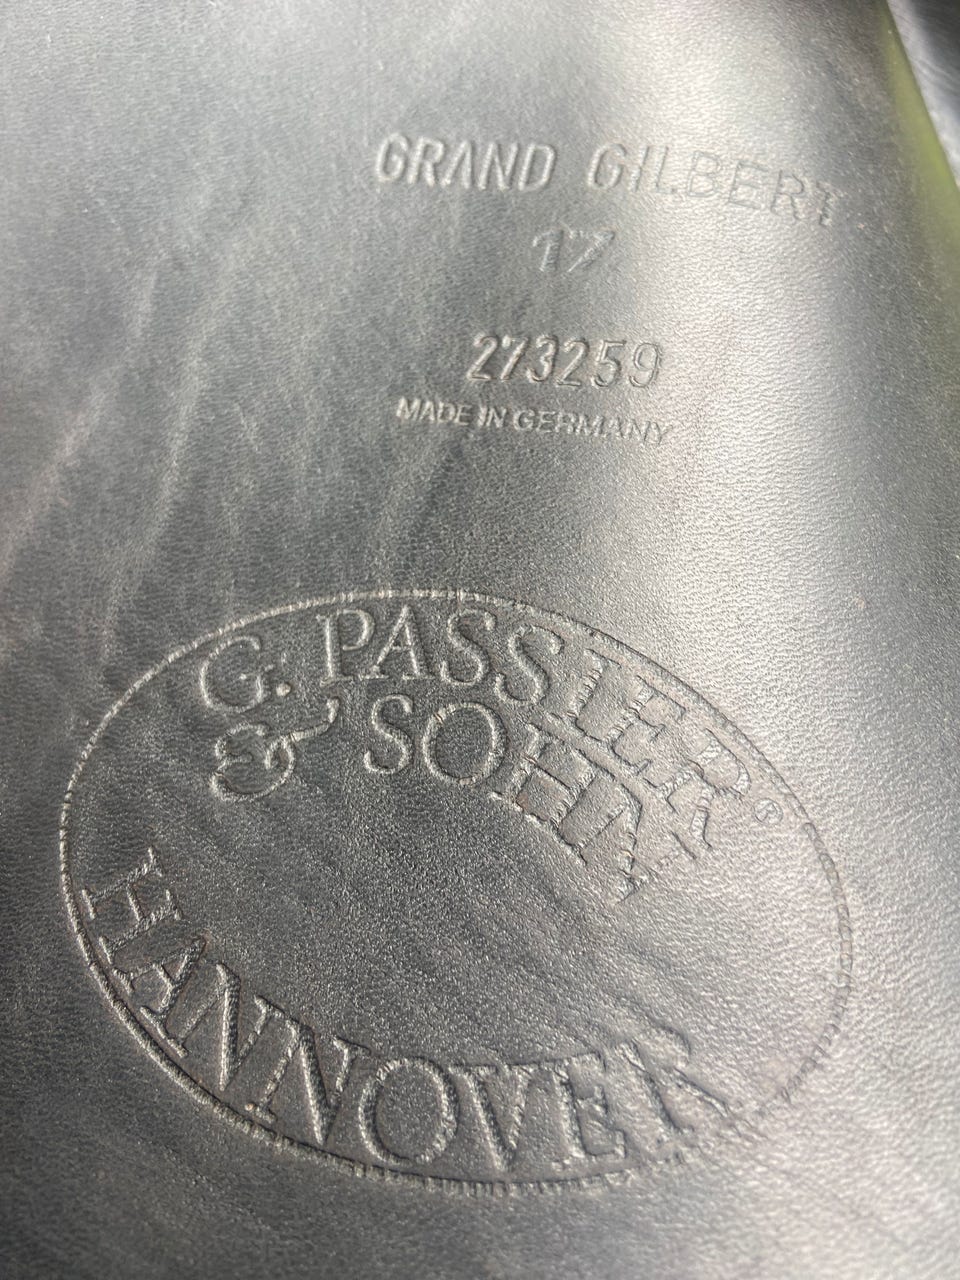 GRAND GILBERT
17
273259
MADE IN GERMANY
G. PASSIER®
& SOHN
HANNOVER